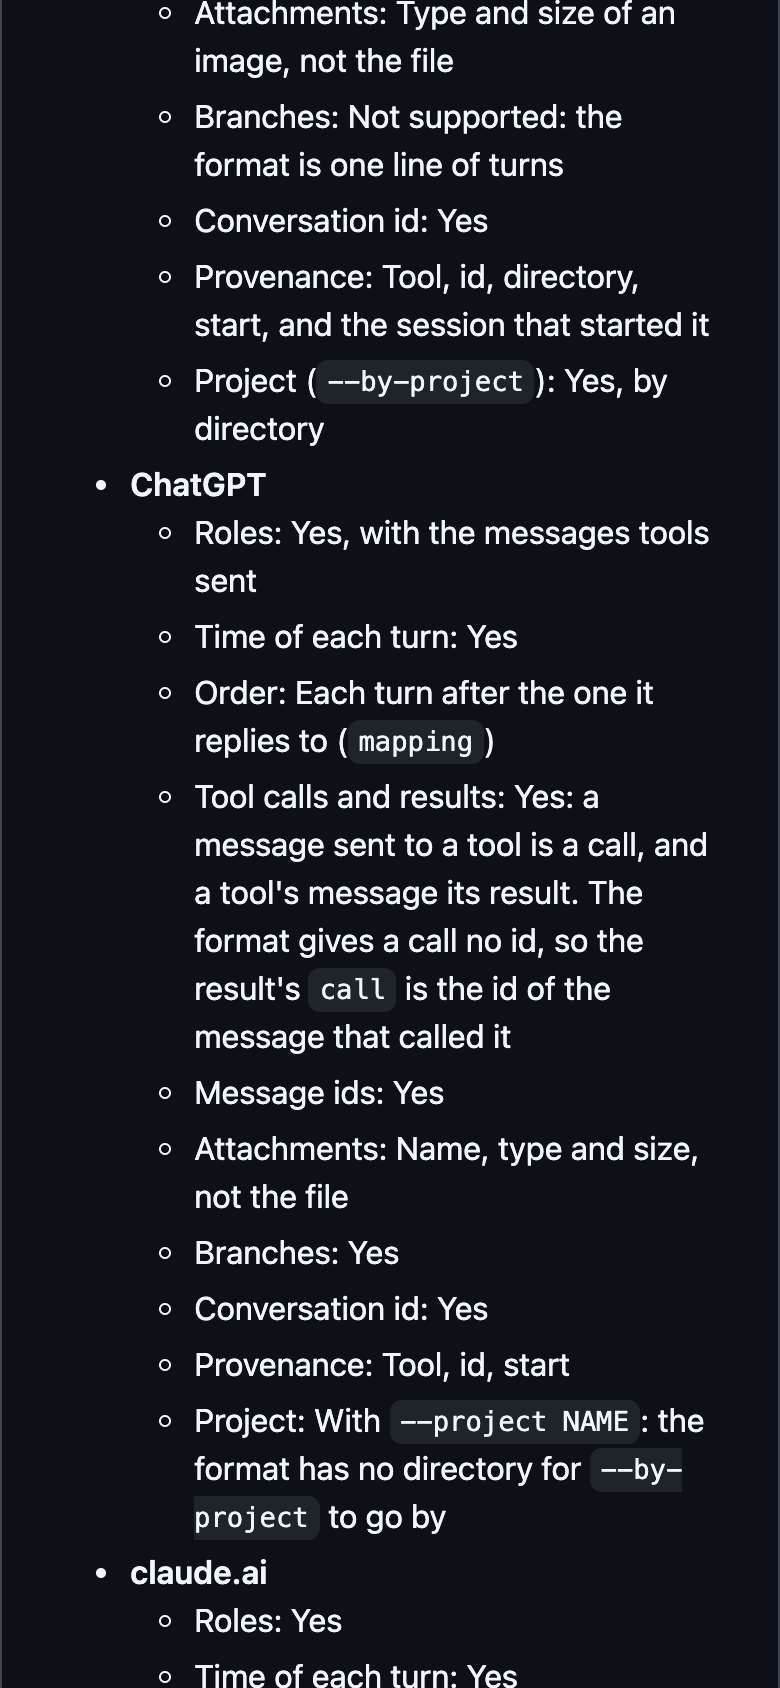 Attachments: Type and size of an
image, not the file
Branches: Not supported: the
format is one line of turns
Conversation id: Yes
Provenance: Tool, id, directory,
start, and the session that started it
Project (--by-project): Yes, by
directory
ChatGPT
Roles: Yes, with the messages tools
sent
Time of each turn: Yes
Order: Each turn after the one it
replies to (mapping)
Tool calls and results: Yes: a
message sent to a tool is a call, and
a tool's message its result. The
format gives a call no id, so the
result's call is the id of the
message that called it
Message ids: Yes
Attachments: Name, type and size,
not the file
Branches: Yes
Conversation id: Yes
Provenance: Tool, id, start
Project: With --project NAME: the
format has no directory for --by-
project to go by
claude.ai
Roles: Yes
Time of each turn: Yes